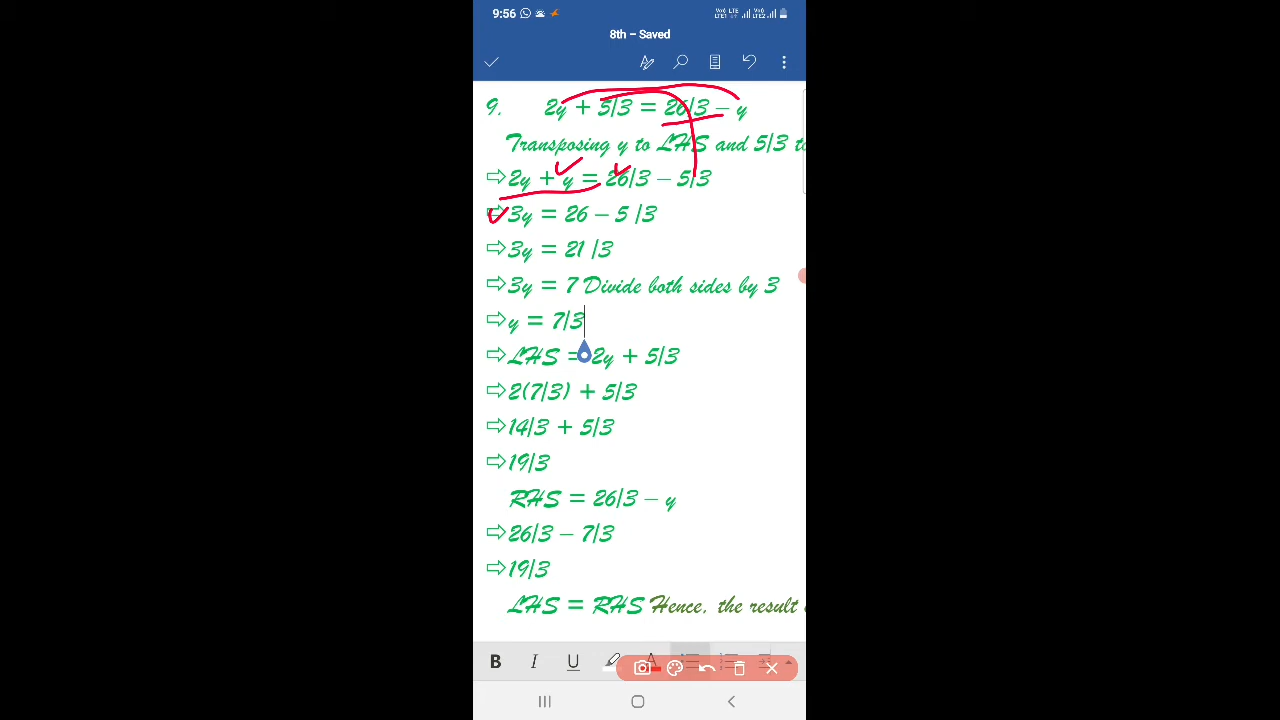 9:56
8th – Saved
9. 2y + 5/3 = 26/3 – y
Transposing y to LHS and 5/3 to
⇨2y + y = 26/3 – 5/3
⇨3y = 26 – 5 /3
⇨3y = 21 /3
⇨3y = 7 Divide both sides by 3
⇨y = 7/3
⇨LHS = 2y + 5/3
⇨2(7/3) + 5/3
⇨14/3 + 5/3
⇨19/3
RHS = 26/3 – y
⇨26/3 – 7/3
⇨19/3
LHS = RHS Hence, the result
B I U A